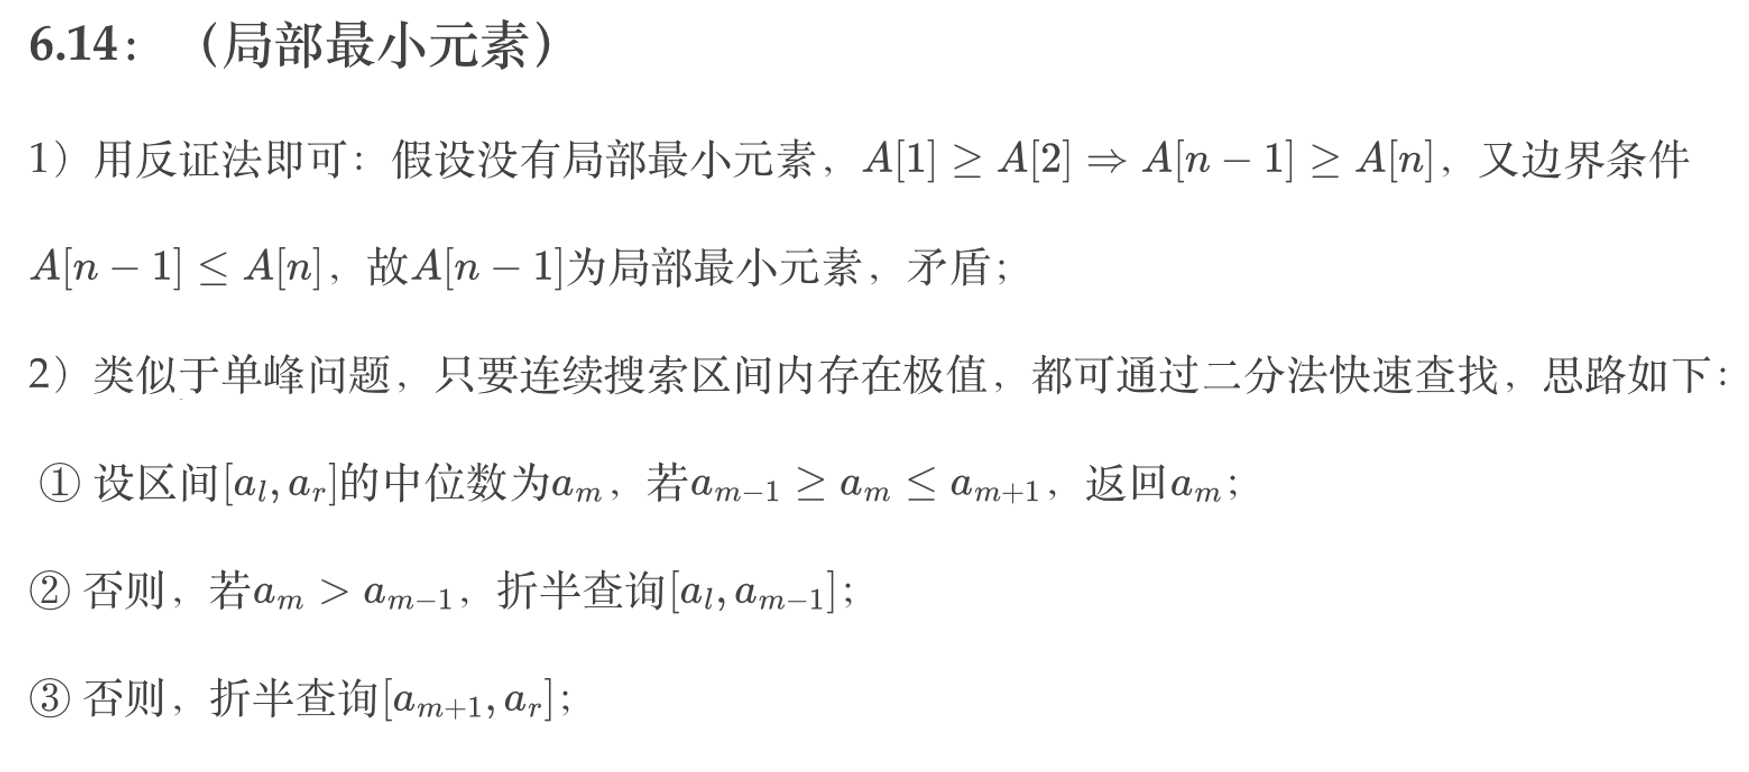 6.14：（局部最小元素）
1）用反证法即可：假设没有局部最小元素，A[1] ≥ A[2] ⇒ A[n − 1] ≥ A[n]，又边界条件
A[n − 1] ≤ A[n]，故A[n − 1]为局部最小元素，矛盾；
2）类似于单峰问题，只要连续搜索区间内存在极值，都可通过二分法快速查找，思路如下：
① 设区间[a_l, a_r]的中位数为a_m，若a_{m−1} ≥ a_m ≤ a_{m+1}，返回a_m；
② 否则，若a_m > a_{m−1}，折半查询[a_l, a_{m−1}]；
③ 否则，折半查询[a_{m+1}, a_r]；